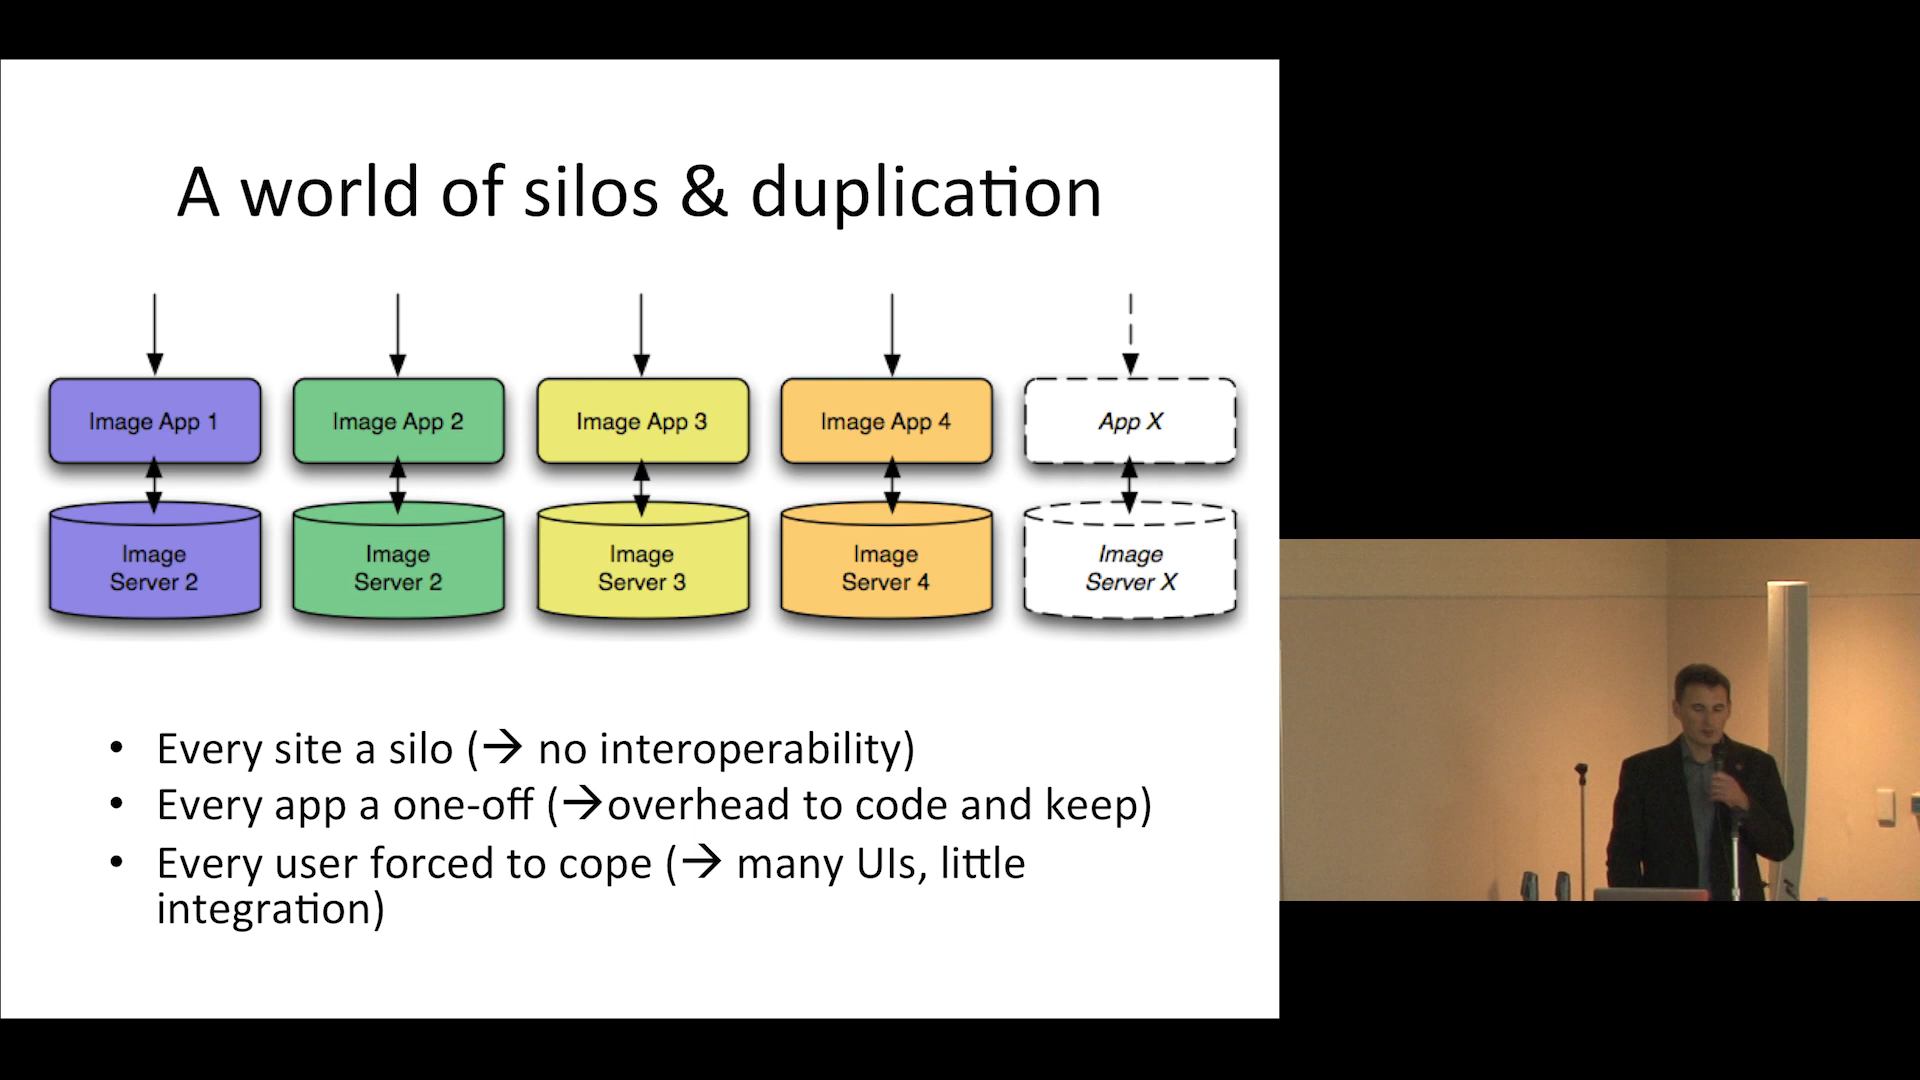 A world of silos & duplication
Image App 1
Image App 2
Image App 3
Image App 4
App X
Image
Server 2
Image
Server 2
Image
Server 3
Image
Server 4
Image
Server X
• Every site a silo (→ no interoperability)
• Every app a one-off (→overhead to code and keep)
• Every user forced to cope (→ many UIs, little
integration)